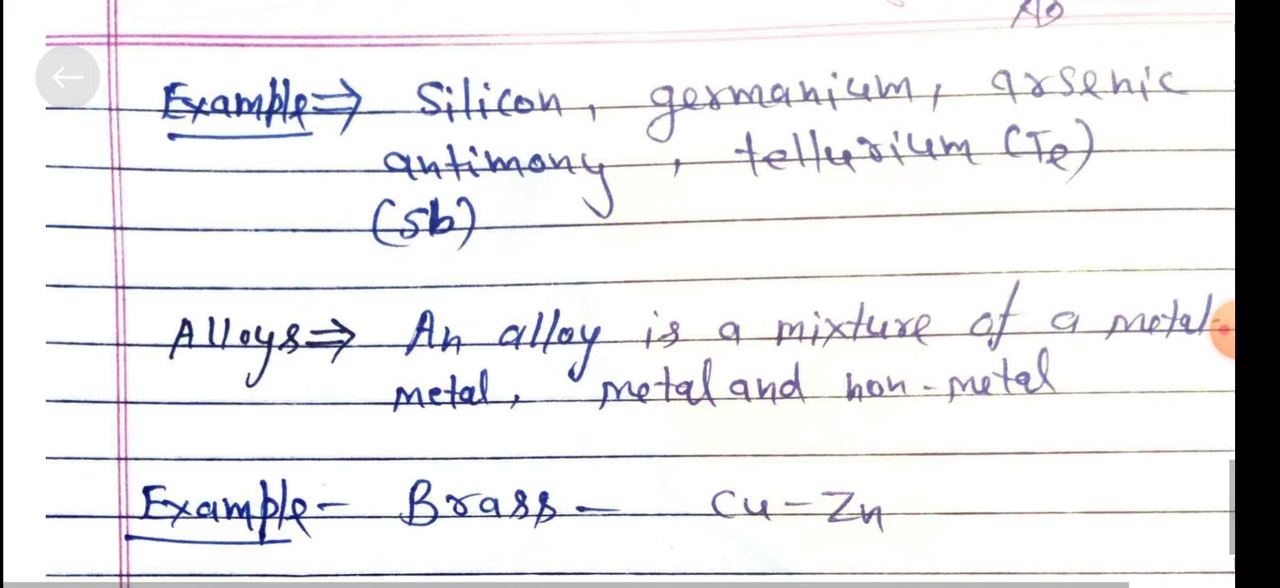 Example ⇒ Silicon, germanium, arsenic
antimony, tellurium (Te)
(Sb)
Alloys ⇒ An alloy is a mixture of a metal-
metal, metal and non-metal
Example - Brass - Cu-Zn